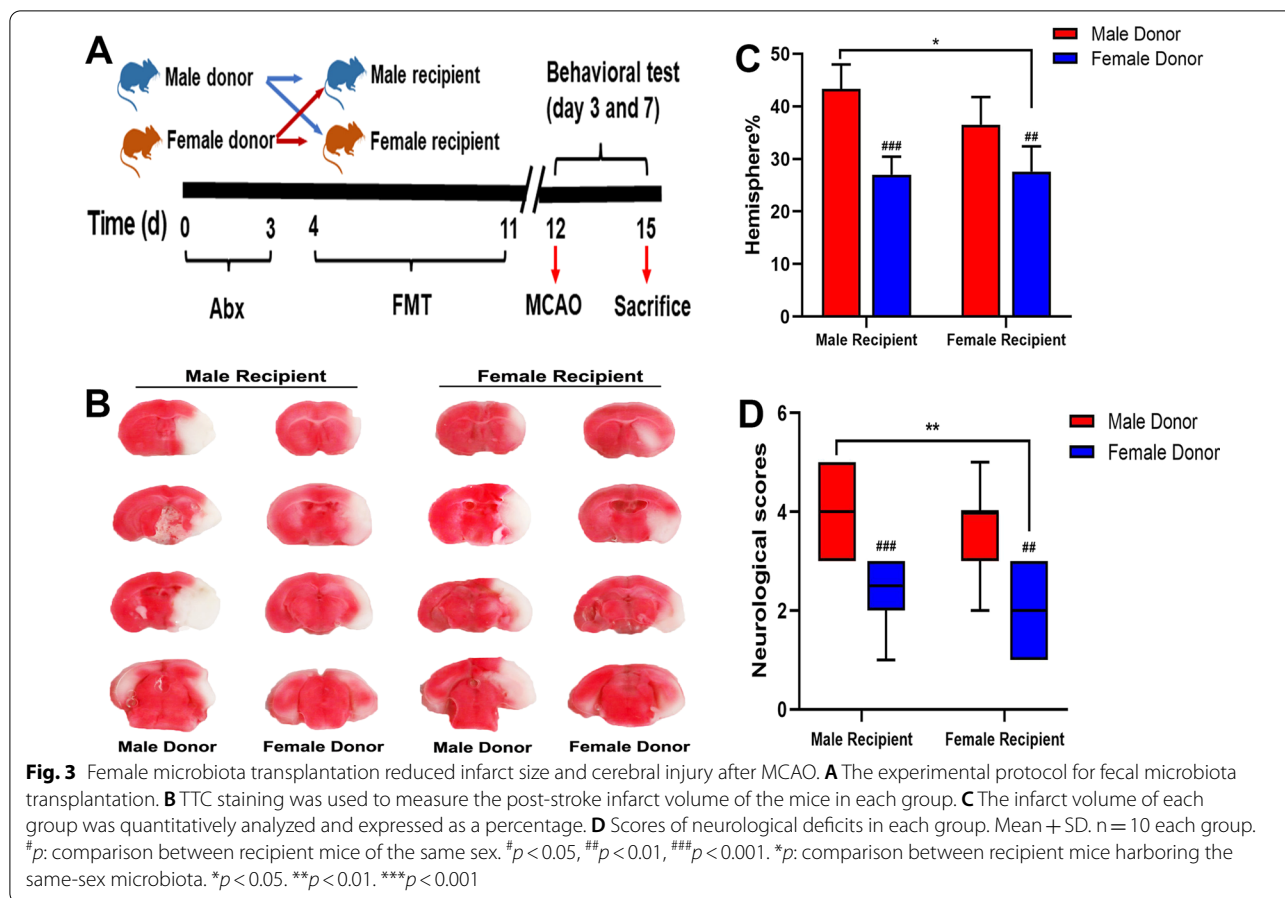 A
Male donor
Male recipient
Female donor
Female recipient
Behavioral test
(day 3 and 7)
Time (d)
0
3
4
11
12
15
Abx
FMT
MCAO
Sacrifice
B
Male Recipient
Female Recipient
Male Donor
Female Donor
Male Donor
Female Donor
C
Male Donor
Female Donor
*
Hemisphere%
50
40
30
20
10
0
###
##
Male Recipient
Female Recipient
D
Male Donor
Female Donor
**
Neurological scores
6
4
2
0
###
##
Male Recipient
Female Recipient
Fig. 3 Female microbiota transplantation reduced infarct size and cerebral injury after MCAO. A The experimental protocol for fecal microbiota
transplantation. B TTC staining was used to measure the post-stroke infarct volume of the mice in each group. C The infarct volume of each
group was quantitatively analyzed and expressed as a percentage. D Scores of neurological deficits in each group. Mean + SD. n = 10 each group.
#p: comparison between recipient mice of the same sex. #p < 0.05, ##p < 0.01, ###p < 0.001. *p: comparison between recipient mice harboring the
same-sex microbiota. *p < 0.05. **p < 0.01. ***p < 0.001